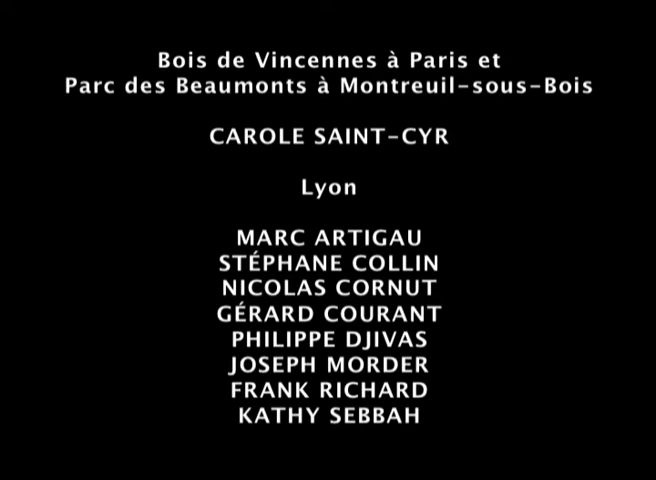 Bois de Vincennes à Paris et
Parc des Beaumonts à Montreuil-sous-Bois
CAROLE SAINT-CYR
Lyon
MARC ARTIGAU
STÉPHANE COLLIN
NICOLAS CORNUT
GÉRARD COURANT
PHILIPPE DJIVAS
JOSEPH MORDER
FRANK RICHARD
KATHY SEBBAH